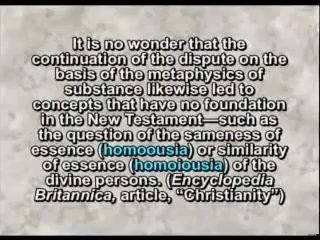 It is no wonder that the
continuation of the dispute on the
basis of the metaphysics of
substance likewise led to
concepts that have no foundation
in the New Testament—such as
the question of the sameness of
essence (homoousia) or similarity
of essence (homoiousia) of the
divine persons. (Encyclopedia
Britannica, article, “Christianity”)